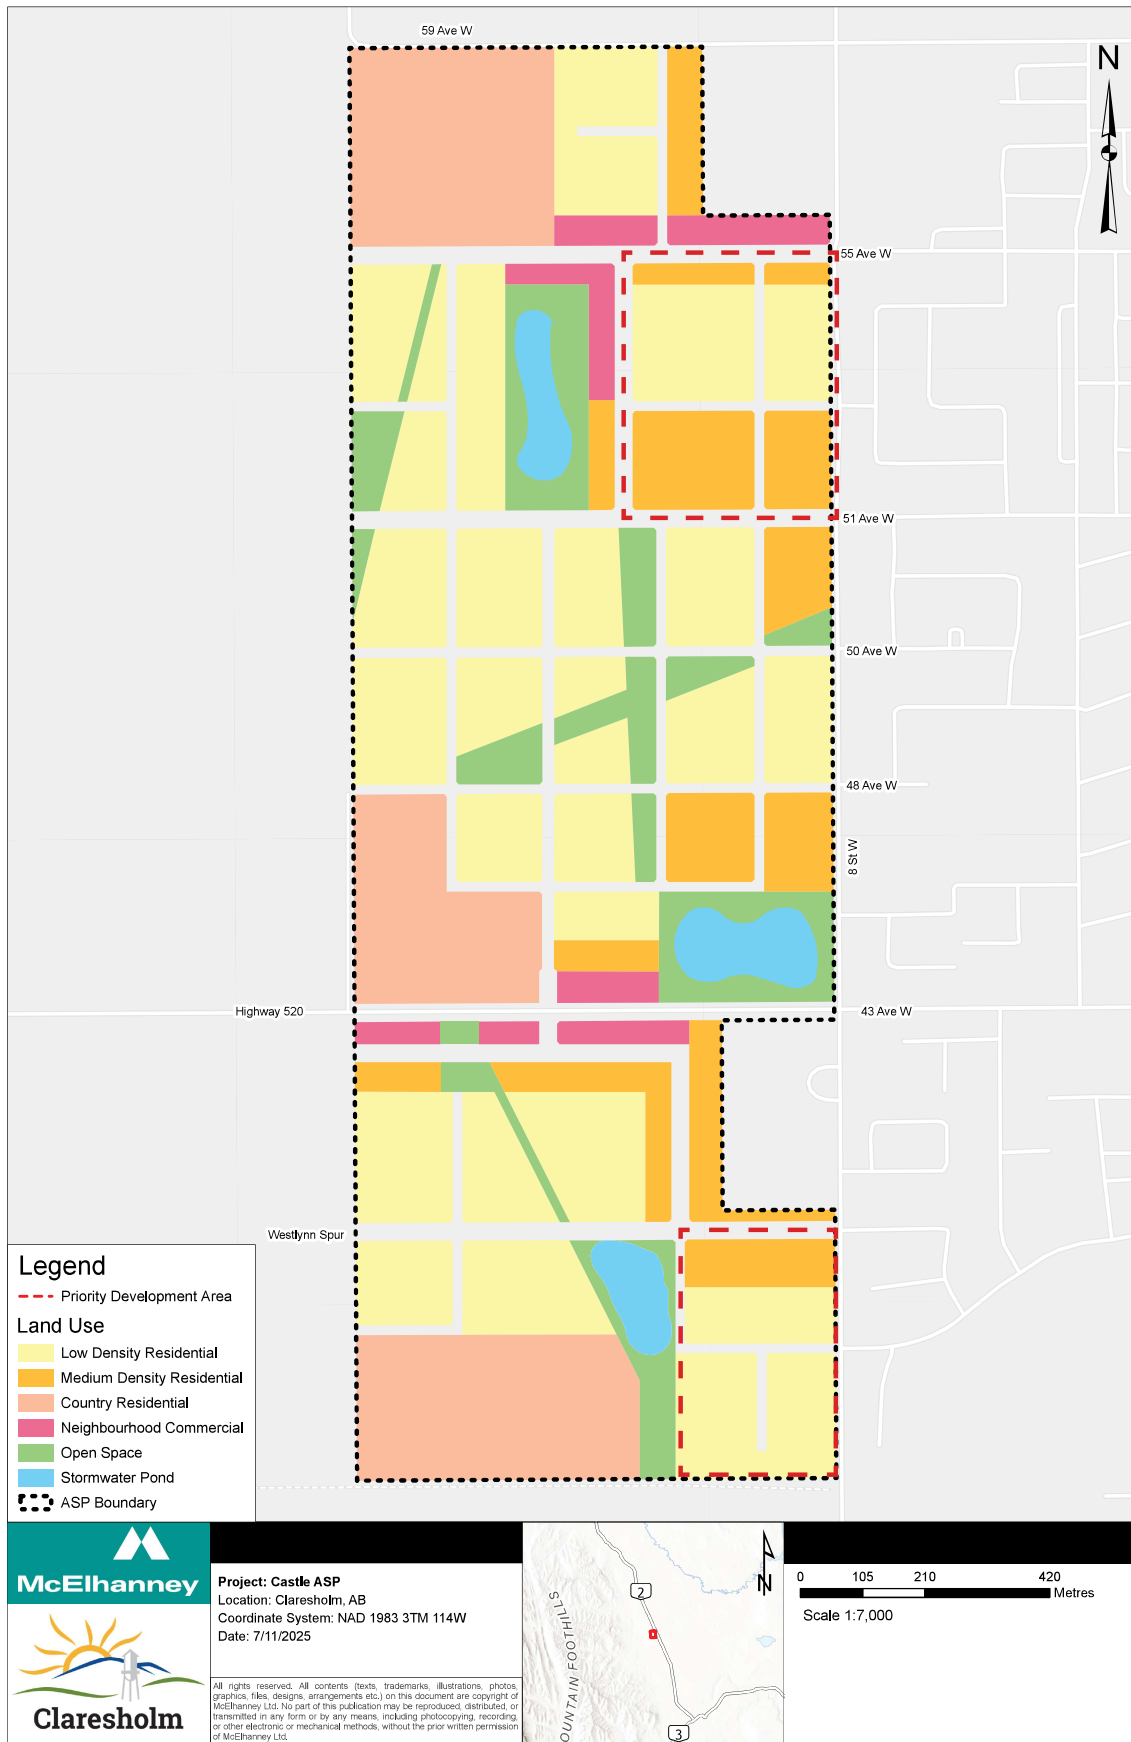 59 Ave W
N
55 Ave W
51 Ave W
50 Ave W
48 Ave W
8 St W
Highway 520
43 Ave W
Westlynn Spur
Legend
Priority Development Area
Land Use
Low Density Residential
Medium Density Residential
Country Residential
Neighbourhood Commercial
Open Space
Stormwater Pond
ASP Boundary
McElhanney
Claresholm
Project: Castle ASP
Location: Claresholm, AB
Coordinate System: NAD 1983 3TM 114W
Date: 7/11/2025
All rights reserved. All contents (texts, trademarks, illustrations, photos,
graphics, files, designs, arrangements etc.) on this document are copyright of
McElhanney Ltd. No part of this publication may be reproduced, distributed, or
transmitted in any form or by any means, including photocopying, recording,
or other electronic or mechanical methods, without the prior written permission
of McElhanney Ltd.
2
OUNTAIN FOOTHILLS
3
N
0 105 210 420
Metres
Scale 1:7,000